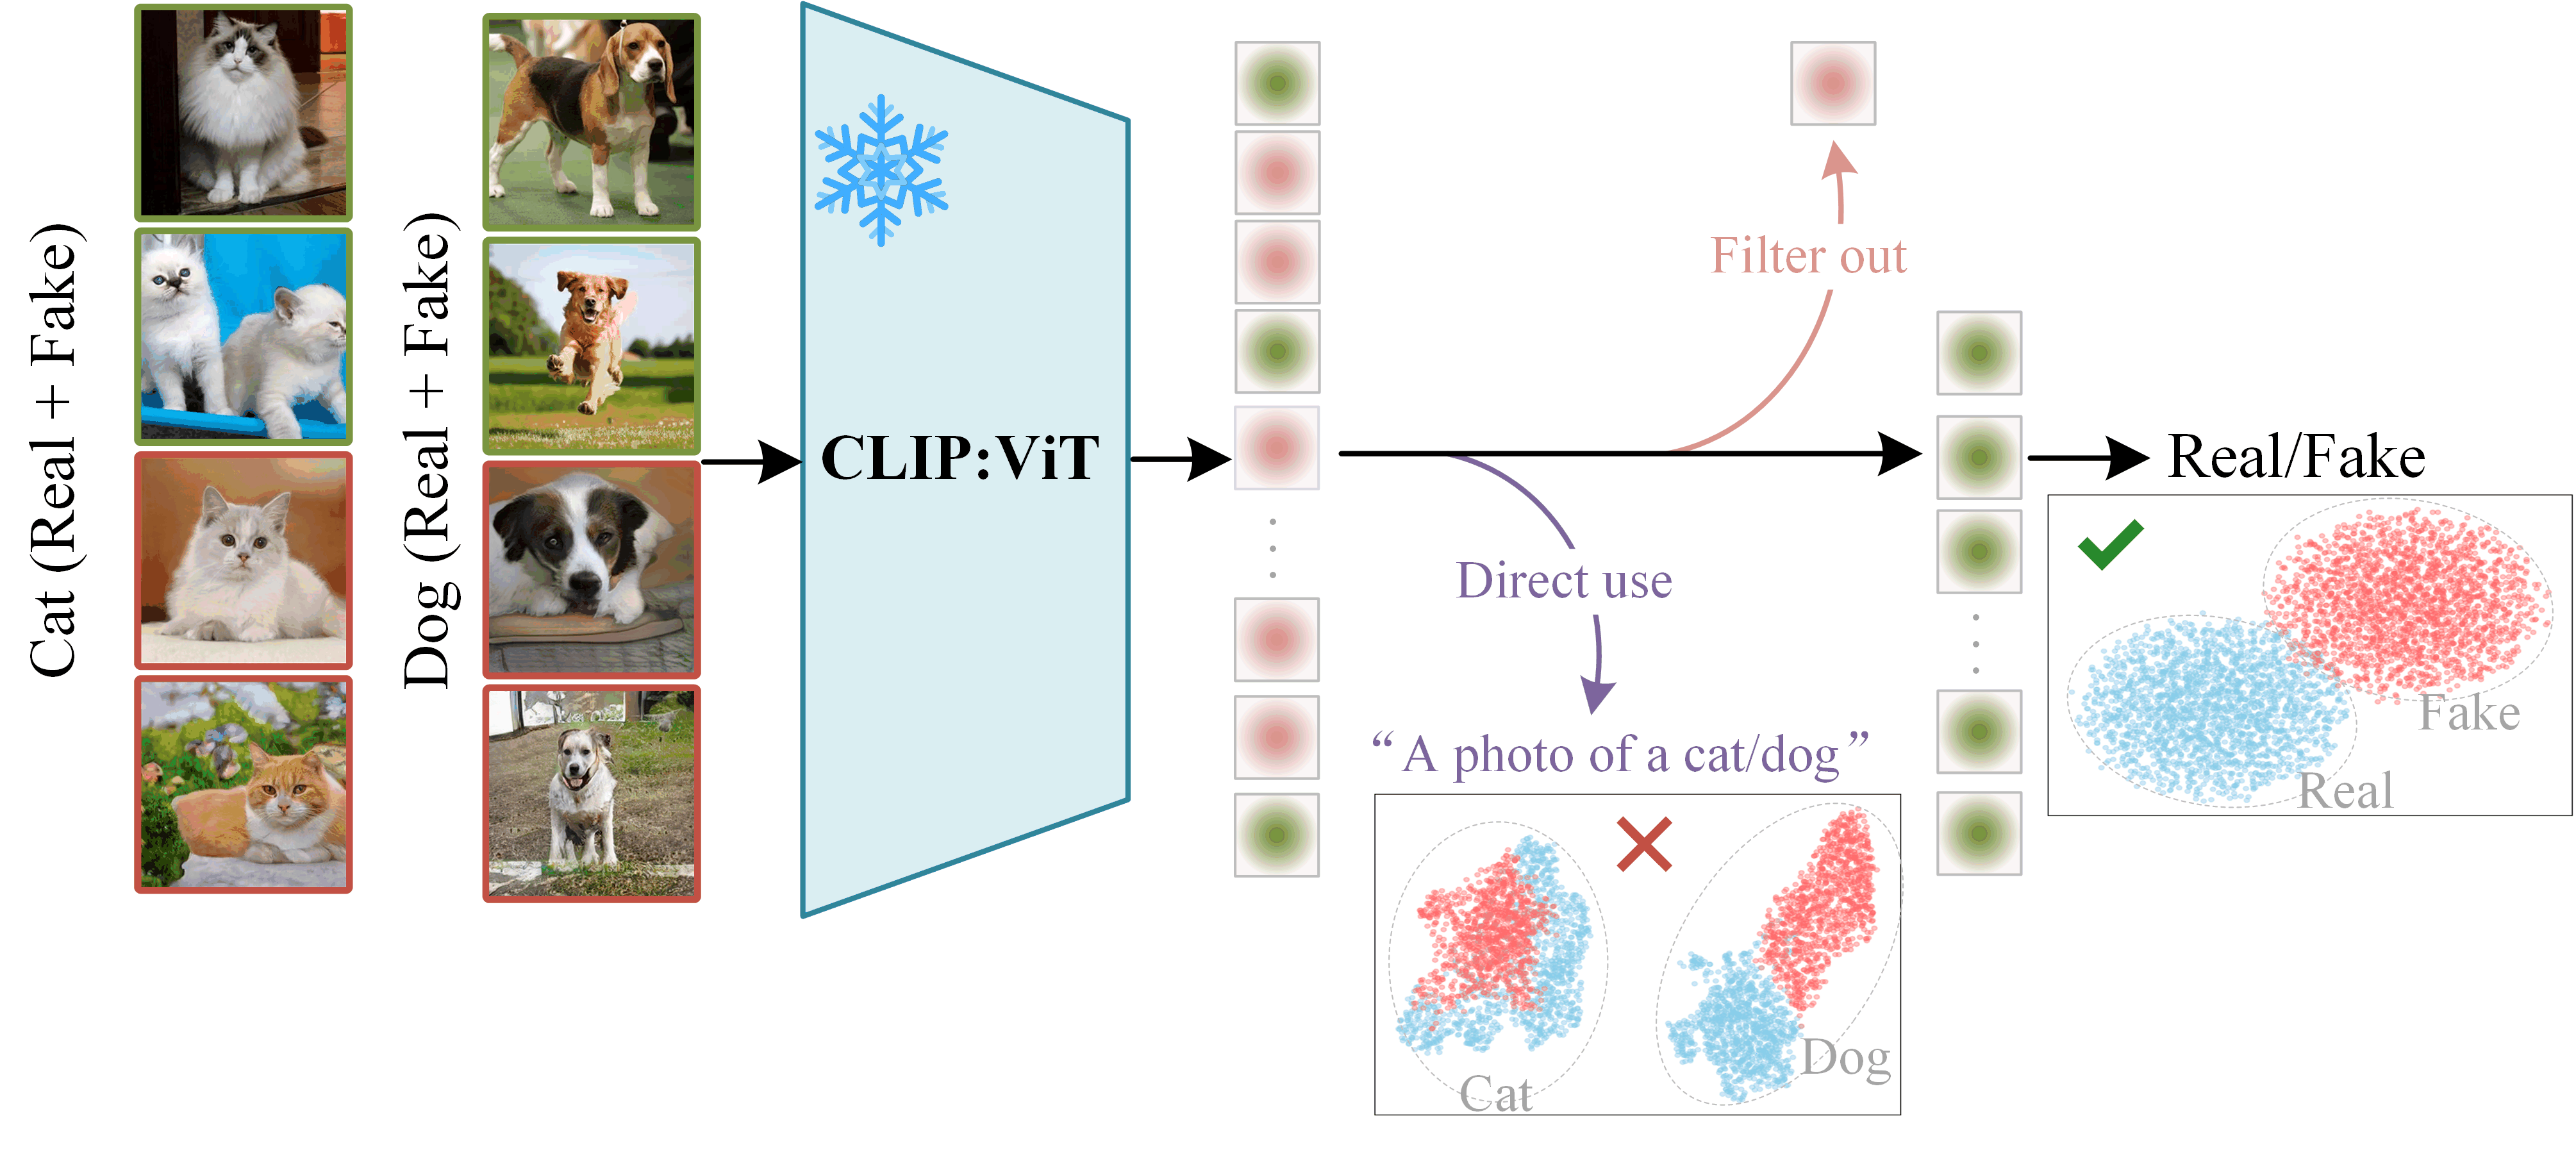 Cat (Real + Fake)
Dog (Real + Fake)
CLIP:ViT
Filter out
Direct use
“A photo of a cat/dog”
Cat
Dog
Real/Fake
Fake
Real